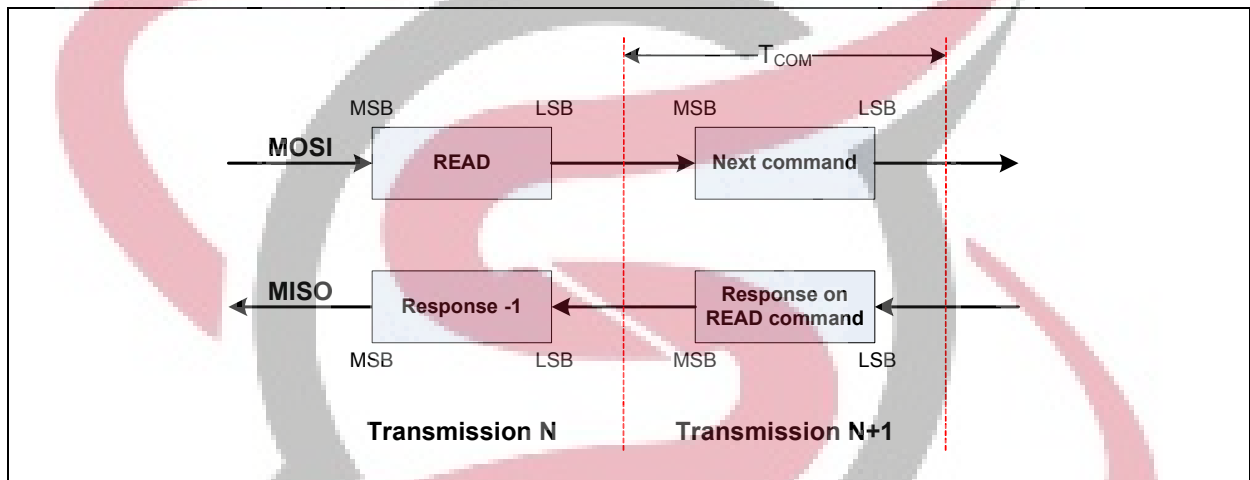 T_COM
MSB LSB MSB LSB
MOSI READ Next command
MISO Response -1 Response on
READ command
MSB LSB MSB LSB
Transmission N Transmission N+1